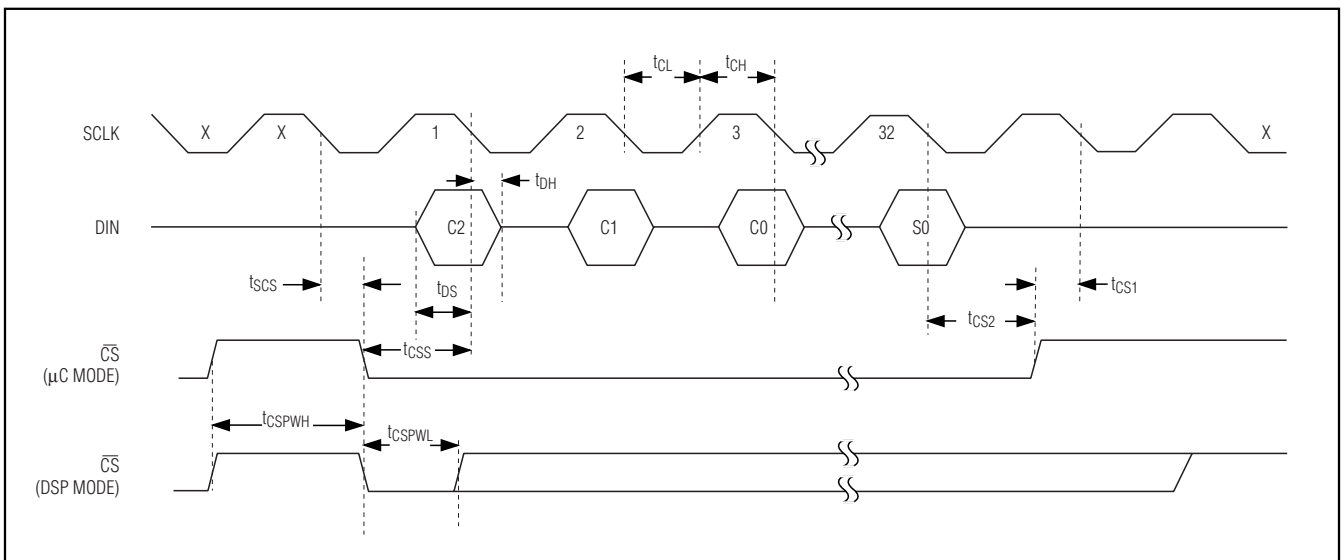 tCL tCH
SCLK X X 1 2 3 32 X
tDH
DIN C2 C1 C0 S0
tSCS tDS tCS1
tCS2
CS
(μC MODE)
tCSS
tCSPWH tCSPWL
CS
(DSP MODE)